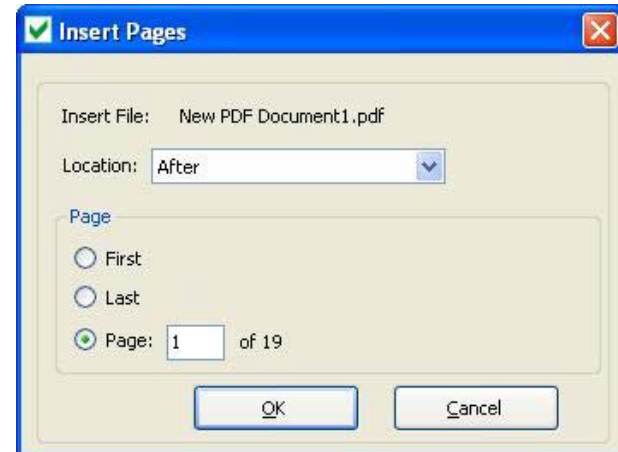 Insert Pages
Insert File: New PDF Document1.pdf
Location: After
Page
First
Last
Page: 1 of 19
OK Cancel